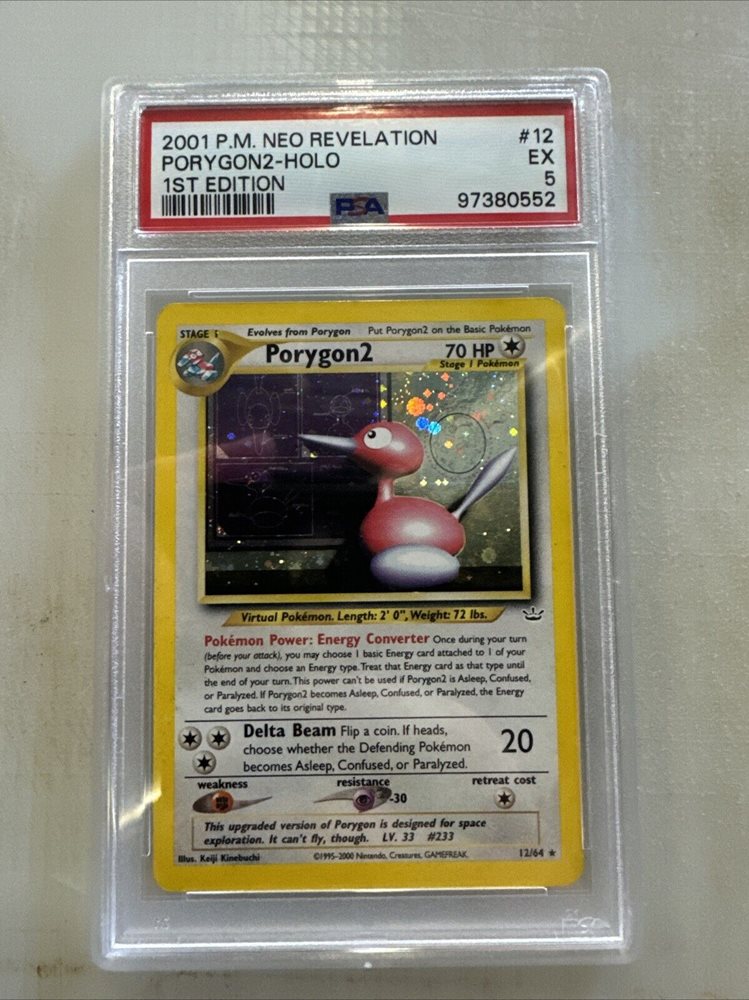 2001 P.M. NEO REVELATION #12
PORYGON2-HOLO EX
1ST EDITION 5
PSA 97380552
STAGE 1 Evolves from Porygon Put Porygon2 on the Basic Pokémon
Porygon2 70 HP
Stage 1 Pokémon
Virtual Pokémon. Length: 2' 0", Weight: 72 lbs.
Pokémon Power: Energy Converter Once during your turn
(before your attack), you may choose 1 basic Energy card attached to 1 of your
Pokémon and choose an Energy type. Treat that Energy card as that type until
the end of your turn. This power can't be used if Porygon2 is Asleep, Confused,
or Paralyzed. If Porygon2 becomes Asleep, Confused, or Paralyzed, the Energy
card goes back to its original type.
Delta Beam Flip a coin. If heads,
choose whether the Defending Pokémon 20
becomes Asleep, Confused, or Paralyzed.
weakness resistance retreat cost
-30
This upgraded version of Porygon is designed for space
exploration. It can't fly, though. LV. 33 #233
Illus. Keiji Kinebuchi ©1995-2000 Nintendo, Creatures, GAMEFREAK. 12/64 ★